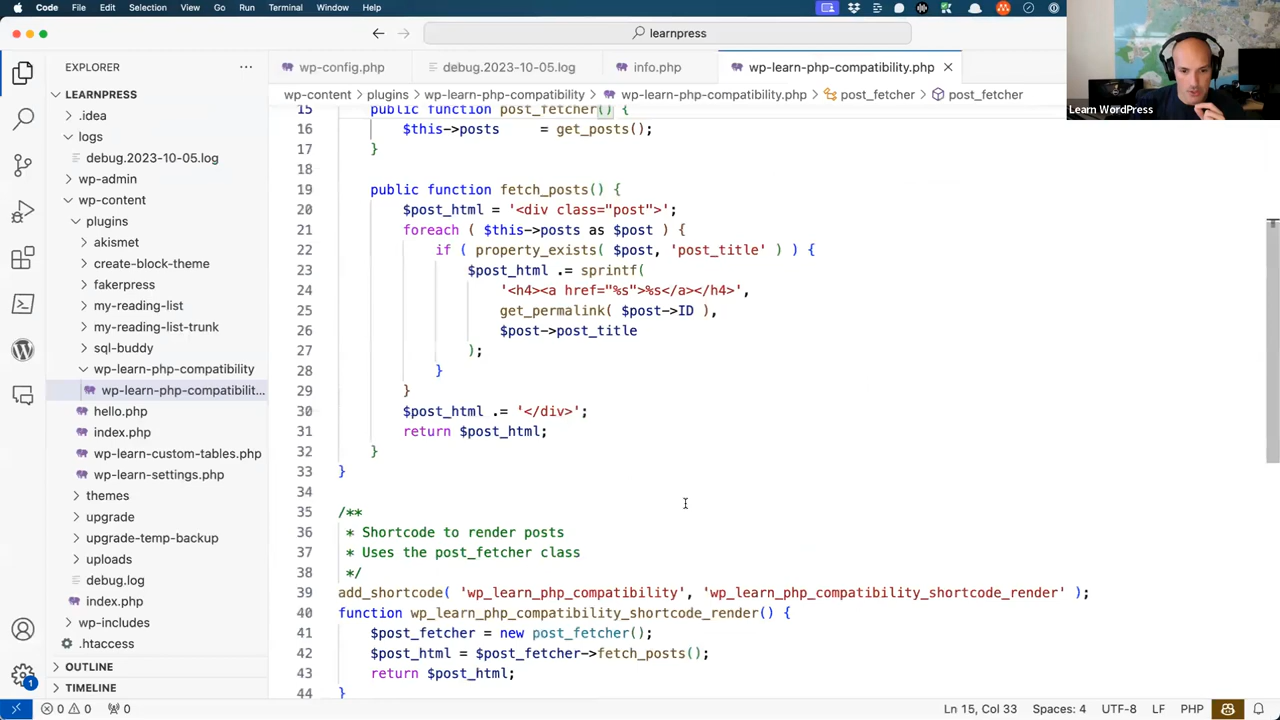 Code File Edit Selection View Go Run Terminal Window Help
learnpress
EXPLORER
wp-config.php debug.2023-10-05.log info.php wp-learn-php-compatibility.php
wp-content plugins wp-learn-php-compatibility wp-learn-php-compatibility.php post_fetcher post_fetcher
Learn WordPress
LEARNPRESS
.idea
logs
debug.2023-10-05.log
wp-admin
wp-content
plugins
akismet
create-block-theme
fakerpress
my-reading-list
my-reading-list-trunk
sql-buddy
wp-learn-php-compatibility
wp-learn-php-compatibilit...
hello.php
index.php
wp-learn-custom-tables.php
wp-learn-settings.php
themes
upgrade
upgrade-temp-backup
uploads
debug.log
index.php
wp-includes
.htaccess
OUTLINE
TIMELINE
15 public function post_fetcher() {
16 $this->posts = get_posts();
17 }
18
19 public function fetch_posts() {
20 $post_html = '<div class="post">';
21 foreach ( $this->posts as $post ) {
22 if ( property_exists( $post, 'post_title' ) ) {
23 $post_html .= sprintf(
24 '<h4><a href="%s">%s</a></h4>',
25 get_permalink( $post->ID ),
26 $post->post_title
27 );
28 }
29 }
30 $post_html .= '</div>';
31 return $post_html;
32 }
33 }
34
35 /**
36 * Shortcode to render posts
37 * Uses the post_fetcher class
38 */
39 add_shortcode( 'wp_learn_php_compatibility', 'wp_learn_php_compatibility_shortcode_render' );
40 function wp_learn_php_compatibility_shortcode_render() {
41 $post_fetcher = new post_fetcher();
42 $post_html = $post_fetcher->fetch_posts();
43 return $post_html;
44 }
1
0 0 0 Ln 15, Col 33 Spaces: 4 UTF-8 LF PHP